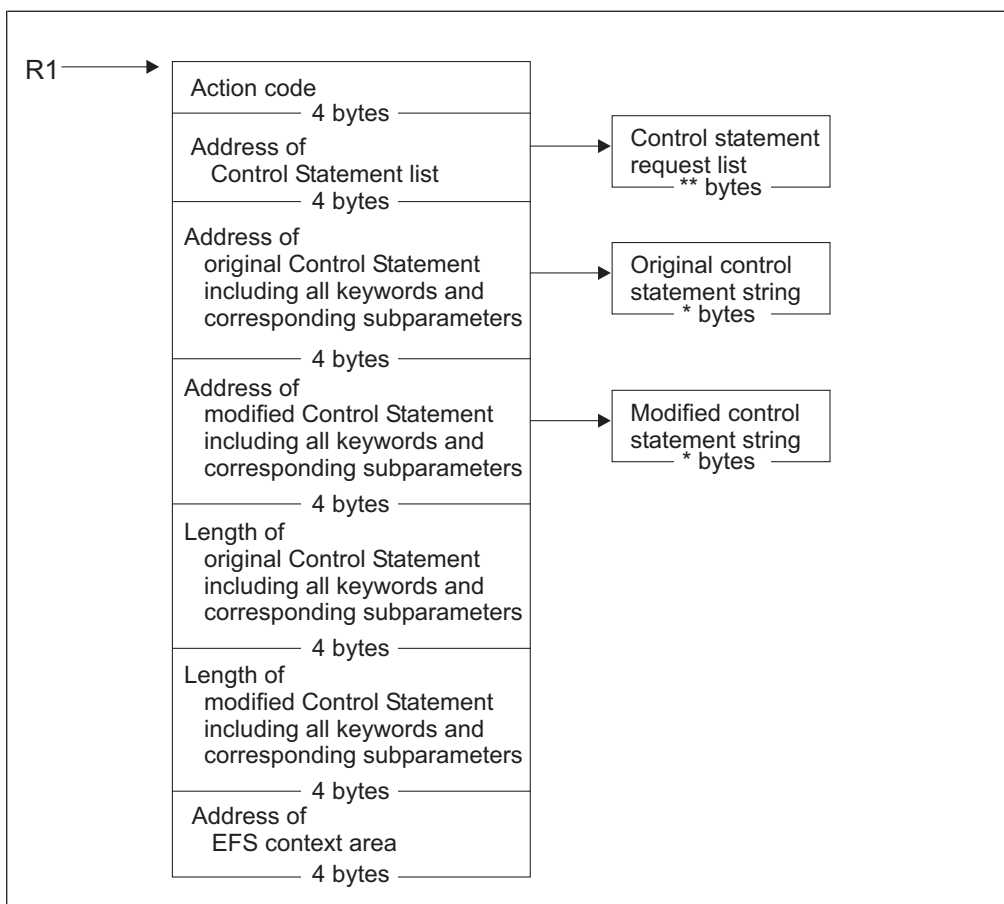 R1
Action code
4 bytes
Address of
Control Statement list
4 bytes
Control statement
request list
** bytes
Address of
original Control Statement
including all keywords and
corresponding subparameters
4 bytes
Original control
statement string
* bytes
Address of
modified Control Statement
including all keywords and
corresponding subparameters
4 bytes
Modified control
statement string
* bytes
Length of
original Control Statement
including all keywords and
corresponding subparameters
4 bytes
Length of
modified Control Statement
including all keywords and
corresponding subparameters
4 bytes
Address of
EFS context area
4 bytes